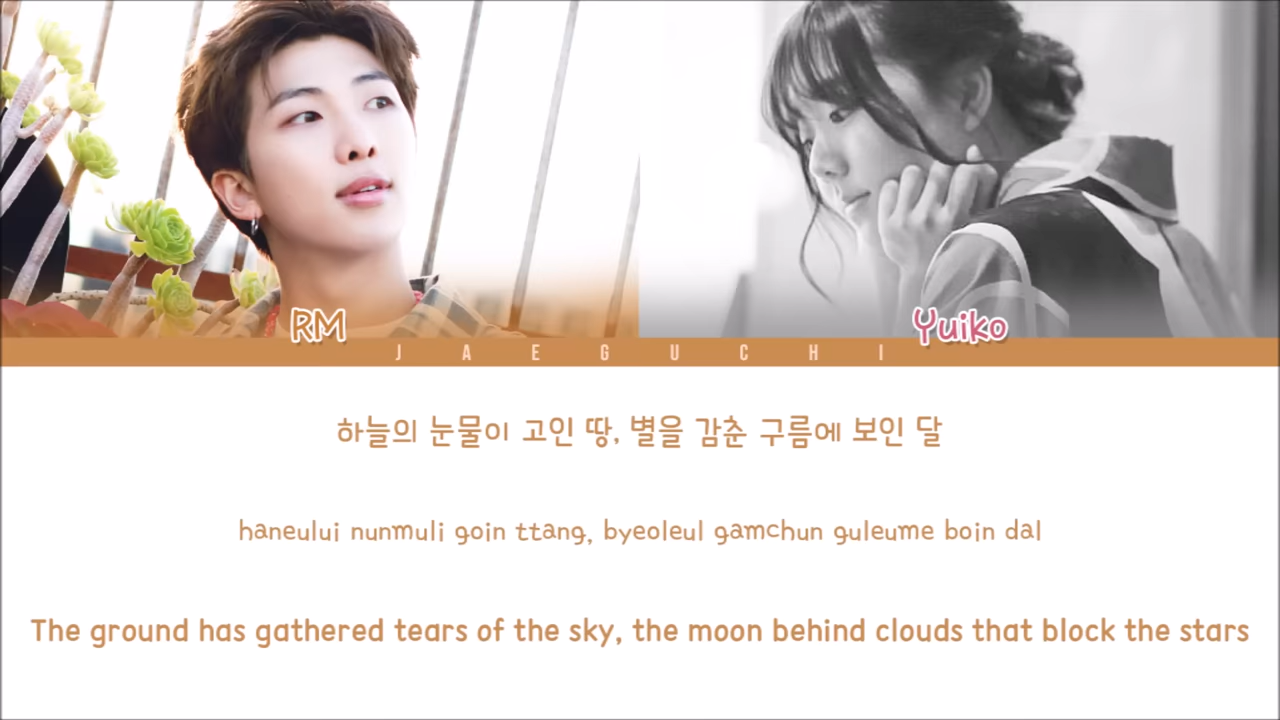 RM
Yuiko
JAEGUCHI
하늘의 눈물이 고인 땅, 별을 감춘 구름에 보인 달
haneului nunmuli goin ttang, byeoleul gamchun guleume boin dal
The ground has gathered tears of the sky, the moon behind clouds that block the stars